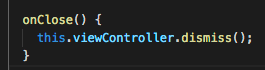 onClose() {
this.viewController.dismiss();
}